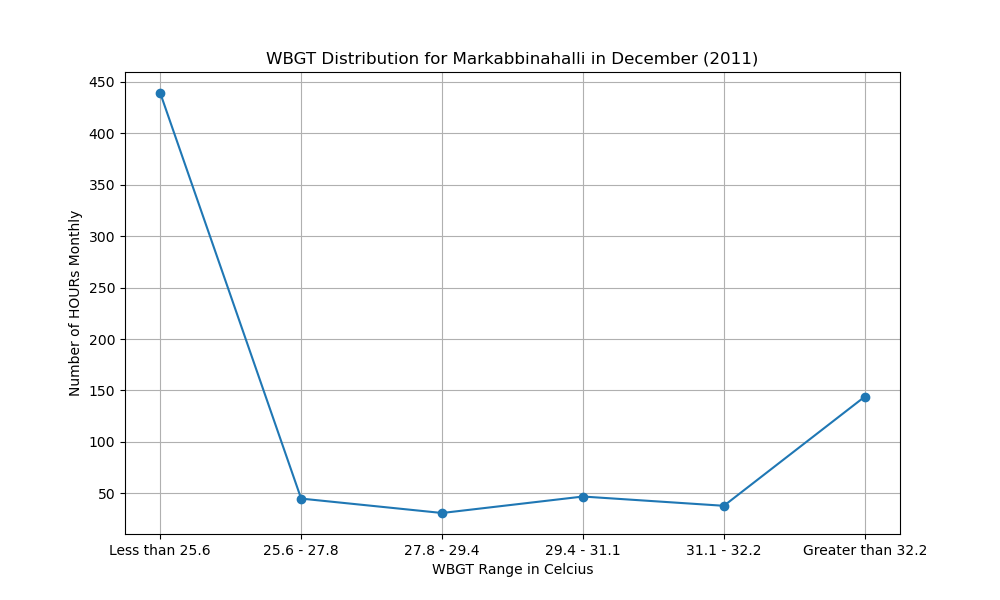 WBGT Distribution for Markabbinahalli in December (2011)
450
400
350
300
250
200
150
100
50
Number of HOURs Monthly
Less than 25.6 25.6 - 27.8 27.8 - 29.4 29.4 - 31.1 31.1 - 32.2 Greater than 32.2
WBGT Range in Celcius